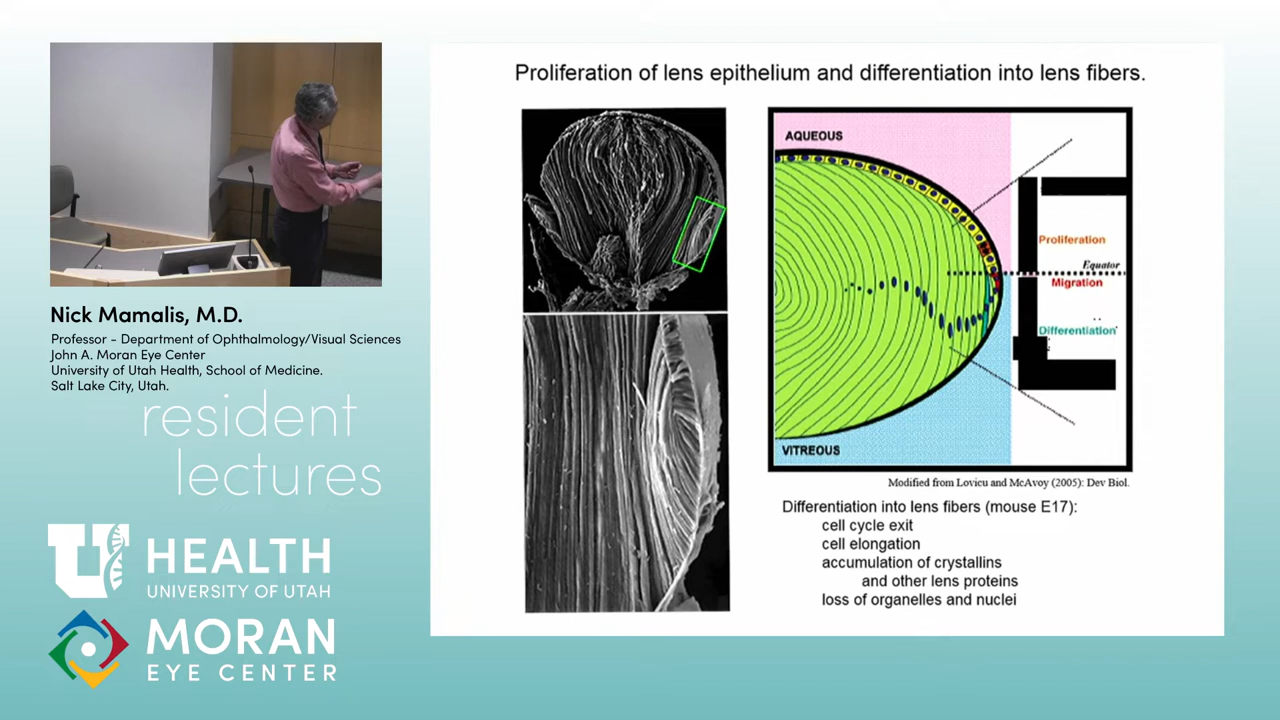 Proliferation of lens epithelium and differentiation into lens fibers.
AQUEOUS
Proliferation
Equator
Migration
Differentiation
VITREOUS
Modified from Lovicu and McAvoy (2005): Dev Biol.
Differentiation into lens fibers (mouse E17):
cell cycle exit
cell elongation
accumulation of crystallins
and other lens proteins
loss of organelles and nuclei
Nick Mamalis, M.D.
Professor - Department of Ophthalmology/Visual Sciences
John A. Moran Eye Center
University of Utah Health, School of Medicine.
Salt Lake City, Utah.
resident
lectures
U HEALTH
UNIVERSITY OF UTAH
MORAN
EYE CENTER